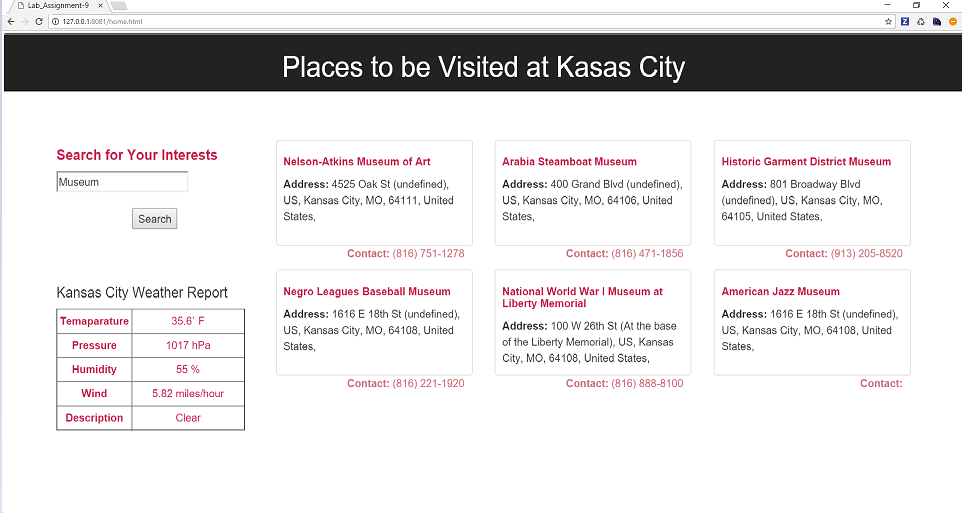 Lab_Assignment-9
127.0.0.1:8081/home.html
Places to be Visited at Kasas City
Search for Your Interests
Museum
Search
Kansas City Weather Report
Temaparature 35.6° F
Pressure 1017 hPa
Humidity 55 %
Wind 5.82 miles/hour
Description Clear
Nelson-Atkins Museum of Art
Address: 4525 Oak St (undefined),
US, Kansas City, MO, 64111, United
States,
Contact: (816) 751-1278
Arabia Steamboat Museum
Address: 400 Grand Blvd (undefined),
US, Kansas City, MO, 64106, United
States,
Contact: (816) 471-1856
Historic Garment District Museum
Address: 801 Broadway Blvd
(undefined), US, Kansas City, MO,
64105, United States,
Contact: (913) 205-8520
Negro Leagues Baseball Museum
Address: 1616 E 18th St (undefined),
US, Kansas City, MO, 64108, United
States,
Contact: (816) 221-1920
National World War I Museum at
Liberty Memorial
Address: 100 W 26th St (At the base
of the Liberty Memorial), US, Kansas
City, MO, 64108, United States,
Contact: (816) 888-8100
American Jazz Museum
Address: 1616 E 18th St (undefined),
US, Kansas City, MO, 64108, United
States,
Contact: